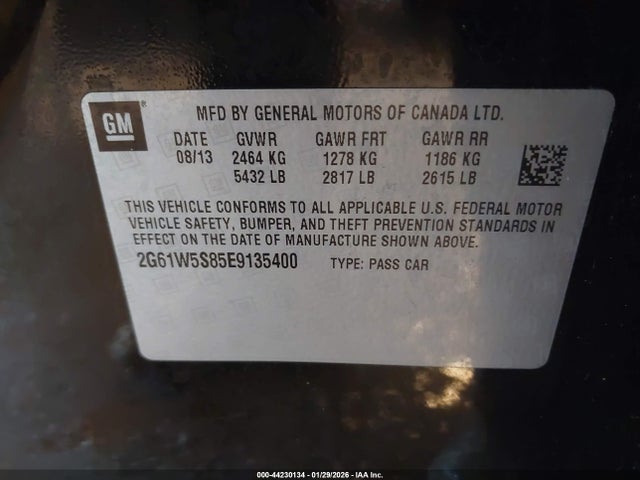 GM
MFD BY GENERAL MOTORS OF CANADA LTD.
DATE GVWR GAWR FRT GAWR RR
08/13 2464 KG 1278 KG 1186 KG
5432 LB 2817 LB 2615 LB
THIS VEHICLE CONFORMS TO ALL APPLICABLE U.S. FEDERAL MOTOR
VEHICLE SAFETY, BUMPER, AND THEFT PREVENTION STANDARDS IN
EFFECT ON THE DATE OF MANUFACTURE SHOWN ABOVE.
2G61W5S85E9135400 TYPE: PASS CAR
000-44230134 - 01/29/2026 - IAA Inc.